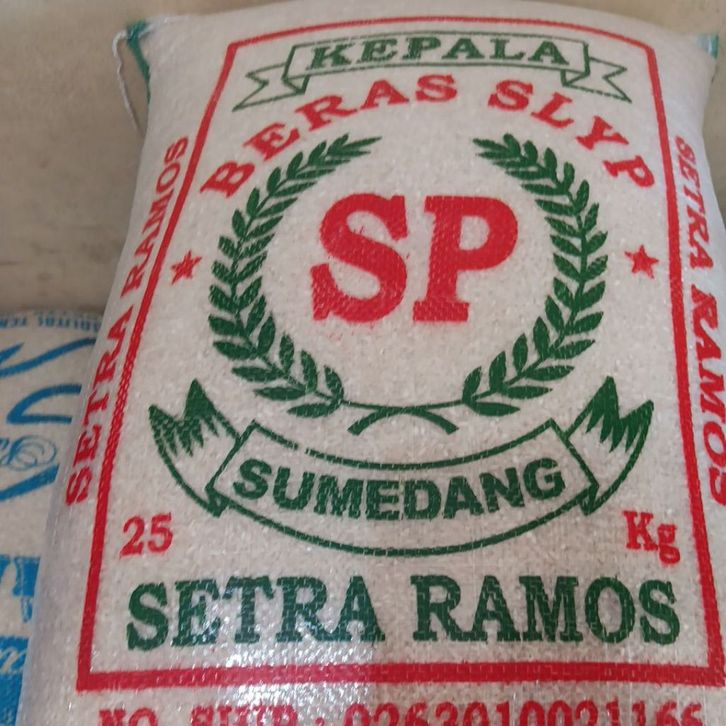 KEPALA
BERAS SLYP
SETRA RAMOS
SP
SETRA RAMOS
SUMEDANG
25 Kg
SETRA RAMOS